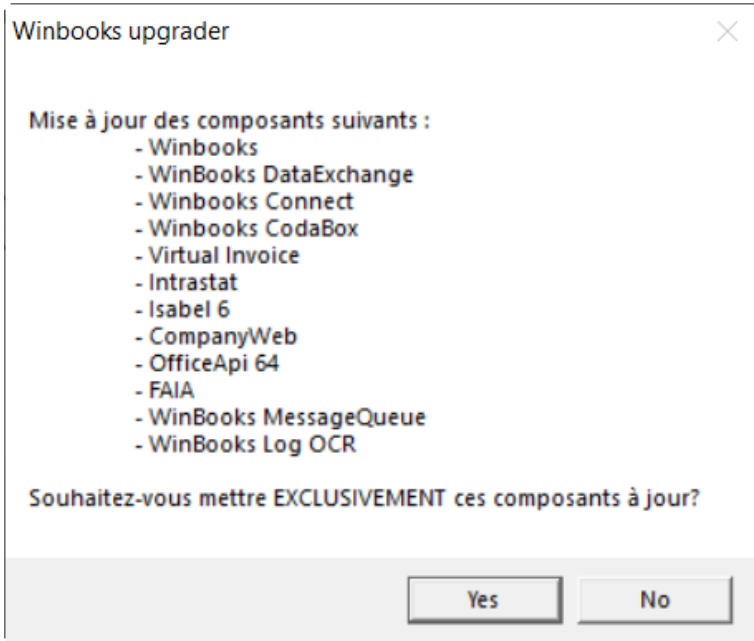 Winbooks upgrader
Mise à jour des composants suivants :
- Winbooks
- WinBooks DataExchange
- Winbooks Connect
- Winbooks CodaBox
- Virtual Invoice
- Intrastat
- Isabel 6
- CompanyWeb
- OfficeApi 64
- FAIA
- WinBooks MessageQueue
- WinBooks Log OCR
Souhaitez-vous mettre EXCLUSIVEMENT ces composants à jour?
Yes No